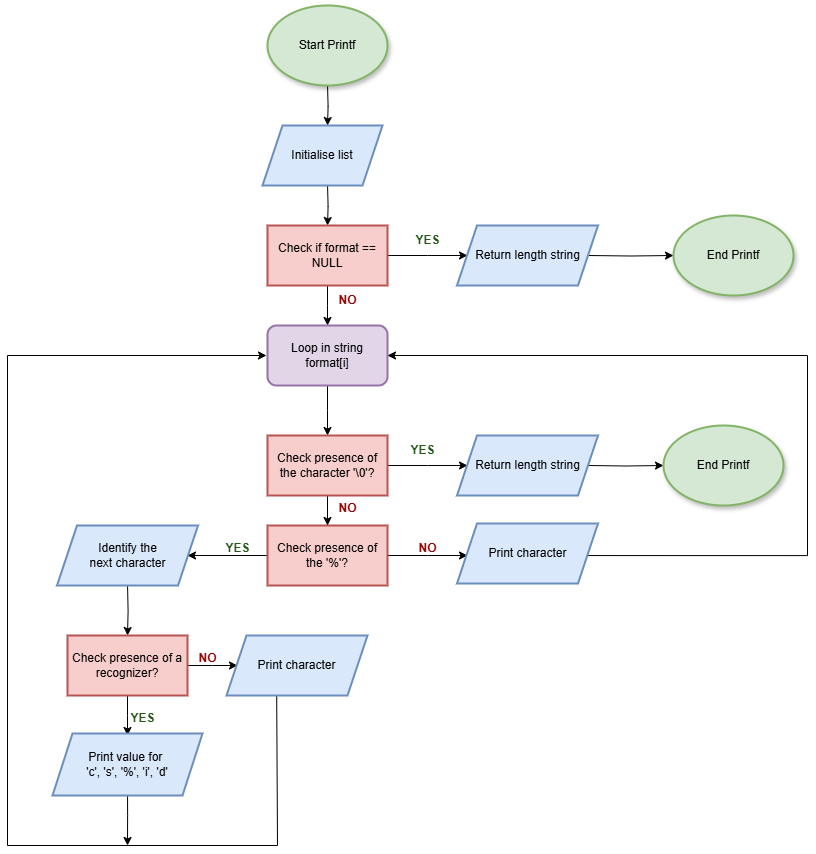 Start Printf
Initialise list
Check if format ==
NULL
YES
Return length string
End Printf
NO
Loop in string
format[i]
Check presence of
the character '\0'?
YES
Return length string
End Printf
NO
Check presence of
the '%'?
YES
Identify the
next character
NO
Print character
Check presence of a
recognizer?
NO
Print character
YES
Print value for
'c', 's', '%', 'i', 'd'